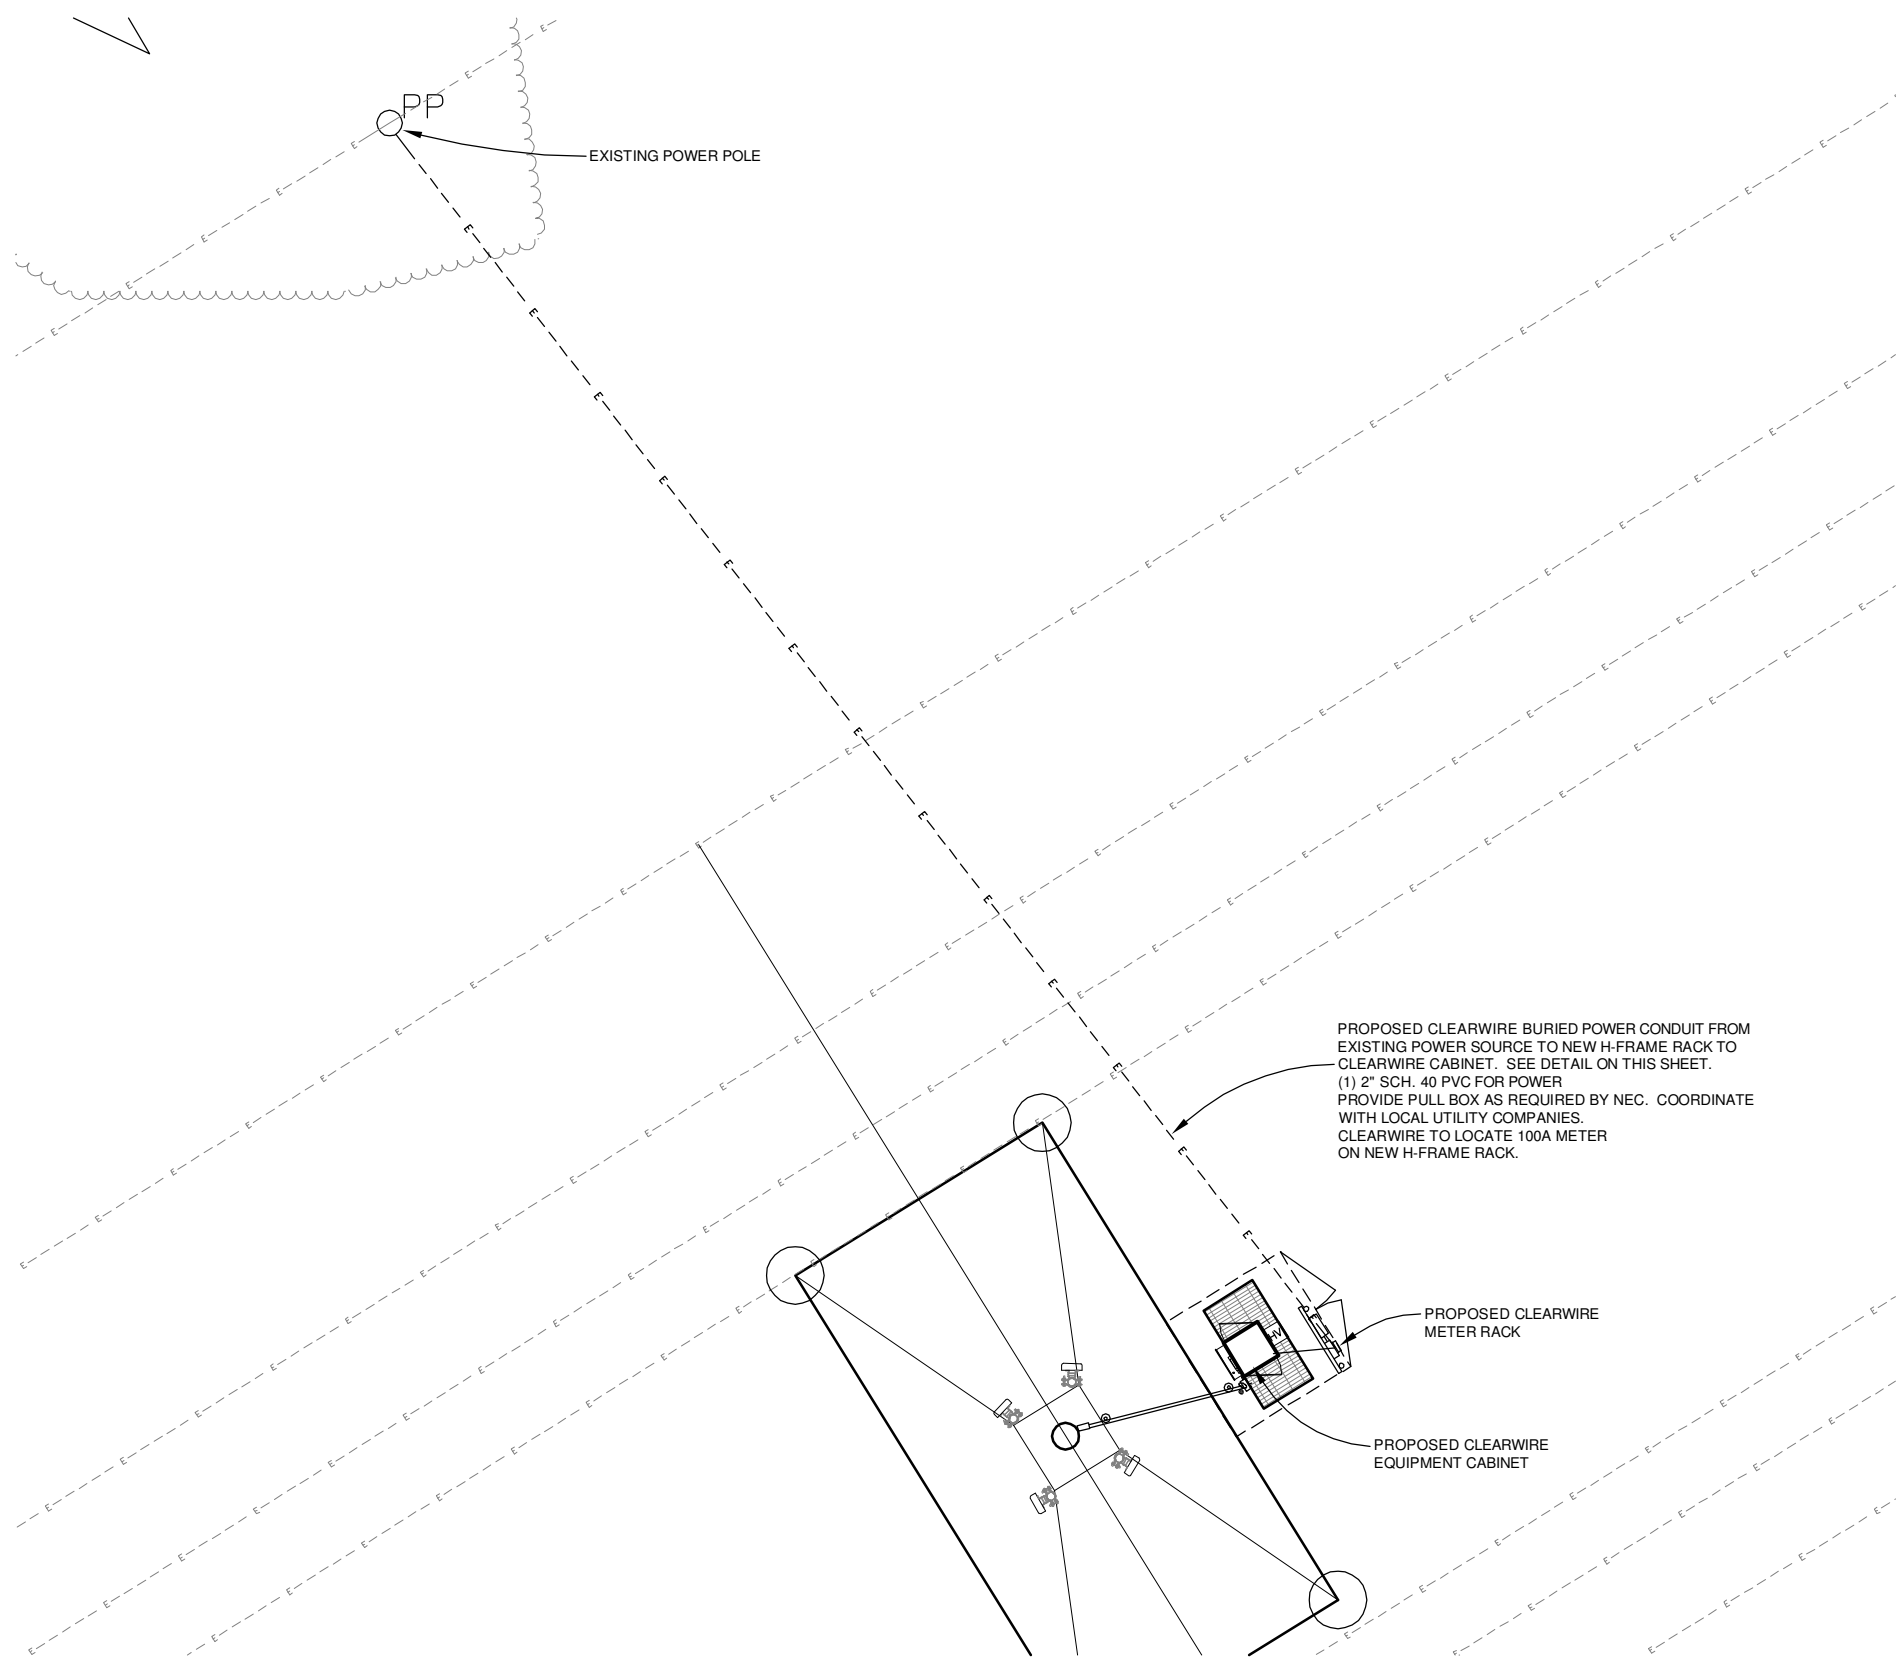 PP
EXISTING POWER POLE
PROPOSED CLEARWIRE BURIED POWER CONDUIT FROM
EXISTING POWER SOURCE TO NEW H-FRAME RACK TO
CLEARWIRE CABINET. SEE DETAIL ON THIS SHEET.
(1) 2" SCH. 40 PVC FOR POWER
PROVIDE PULL BOX AS REQUIRED BY NEC. COORDINATE
WITH LOCAL UTILITY COMPANIES.
CLEARWIRE TO LOCATE 100A METER
ON NEW H-FRAME RACK.
PROPOSED CLEARWIRE
METER RACK
PROPOSED CLEARWIRE
EQUIPMENT CABINET